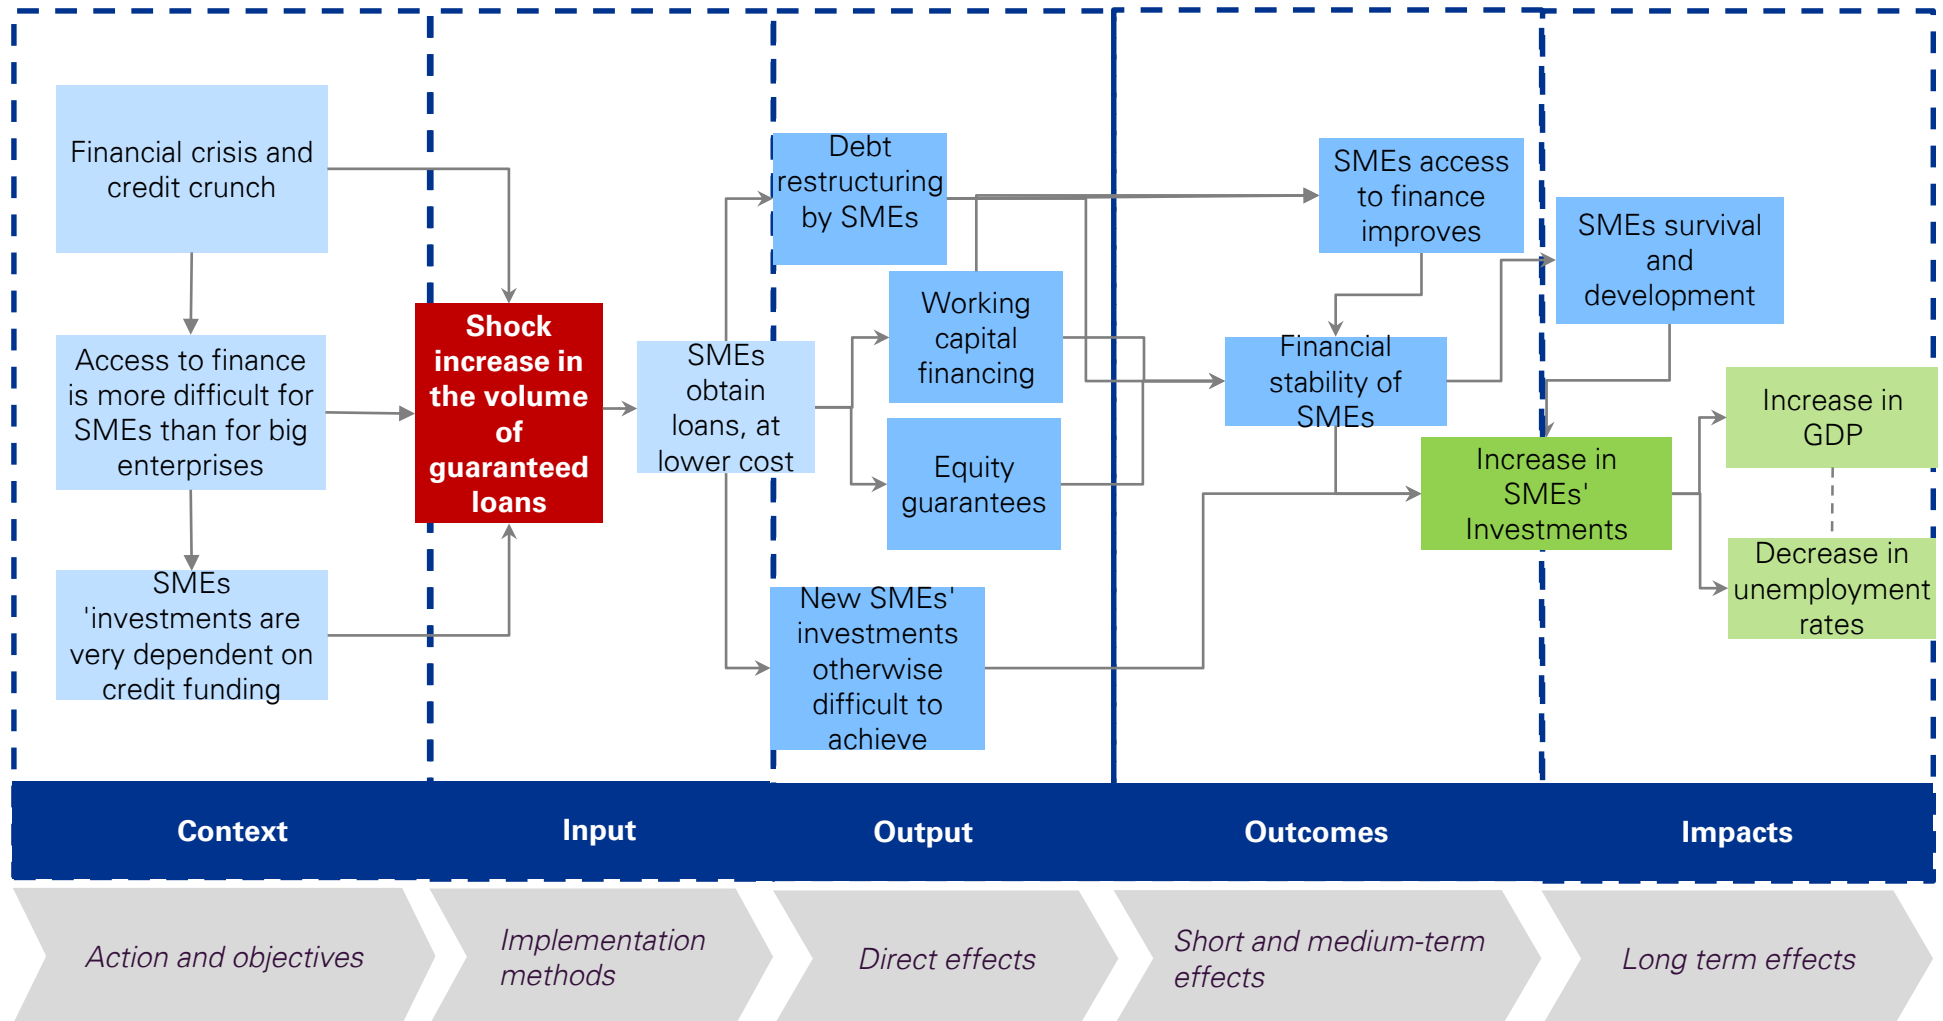 Financial crisis and
credit crunch
Access to finance
is more difficult for
SMEs than for big
enterprises
SMEs
'investments are
very dependent on
credit funding
Shock
increase in
the volume
of
guaranteed
loans
SMEs
obtain
loans, at
lower cost
Debt
restructuring
by SMEs
Working
capital
financing
Equity
guarantees
New SMEs'
investments
otherwise
difficult to
achieve
SMEs access
to finance
improves
Financial
stability of
SMEs
SMEs survival
and
development
Increase in
SMEs'
Investments
Increase in
GDP
Decrease in
unemployment
rates
Context
Input
Output
Outcomes
Impacts
Action and objectives
Implementation
methods
Direct effects
Short and medium-term
effects
Long term effects